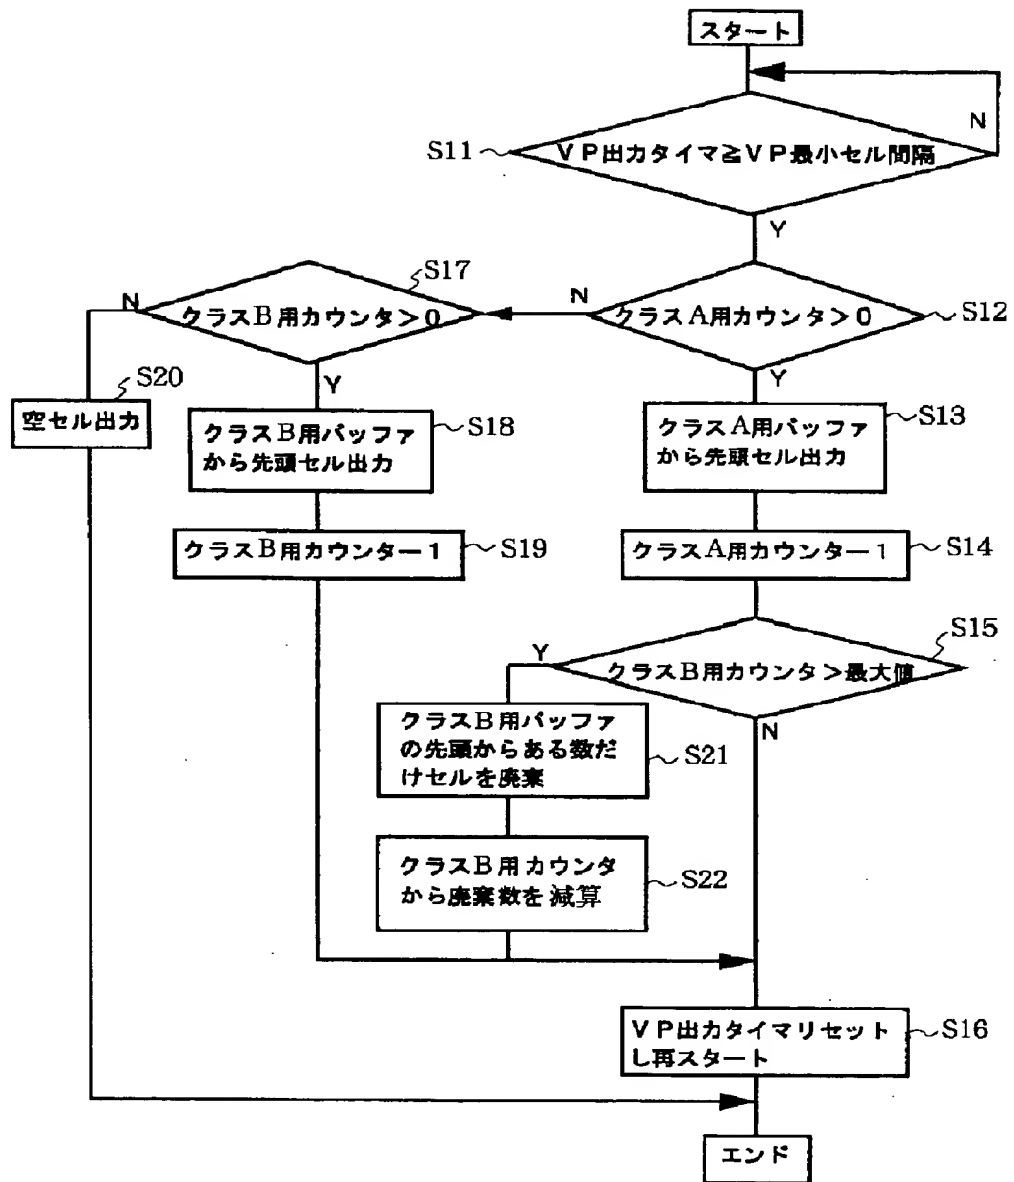 スタート
N
S11
VP出力タイマ≧VP最小セル間隔
Y
S17
N
クラスB用カウンタ>0
N
クラスA用カウンタ>0
S12
S20
Y
Y
空セル出力
クラスB用バッファ
から先頭セル出力
S18
クラスA用バッファ
から先頭セル出力
S13
クラスB用カウンター1
S19
クラスA用カウンター1
S14
S15
Y
クラスB用カウンタ>最大値
N
クラスB用バッファ
の先頭からある数だ
けセルを廃棄
S21
クラスB用カウンタ
から廃棄数を減算
S22
VP出力タイマリセット
し再スタート
S16
エンド